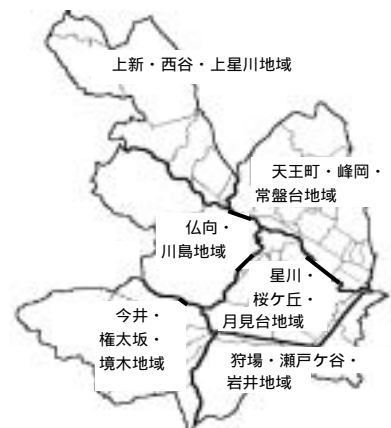 上新・西谷・上星川地域
天王町・峰岡・
常盤台地域
仏向・
川島地域
星川・
桜ケ丘・
月見台地域
今井・
権太坂・
境木地域
狩場・瀬戸ケ谷・
岩井地域